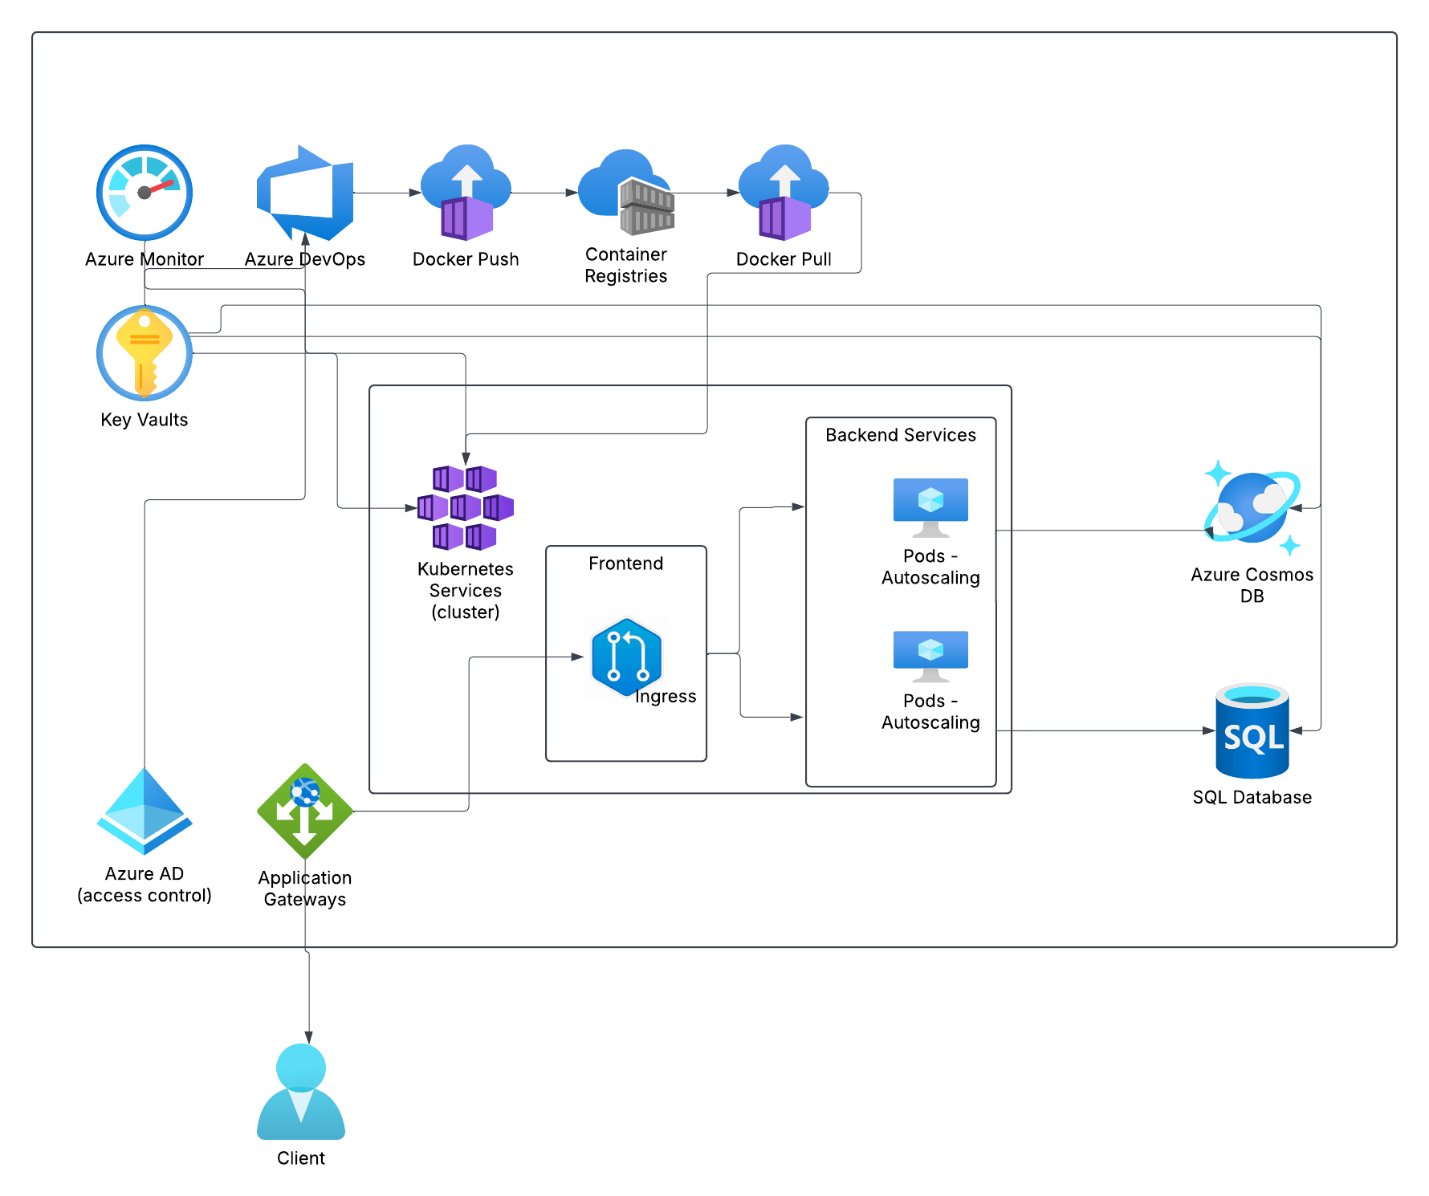 Azure Monitor
Azure DevOps
Docker Push
Container
Registries
Docker Pull
Key Vaults
Backend Services
Pods -
Autoscaling
Kubernetes
Services
(cluster)
Frontend
Ingress
Pods -
Autoscaling
Azure Cosmos
DB
SQL
SQL Database
Azure AD
(access control)
Application
Gateways
Client